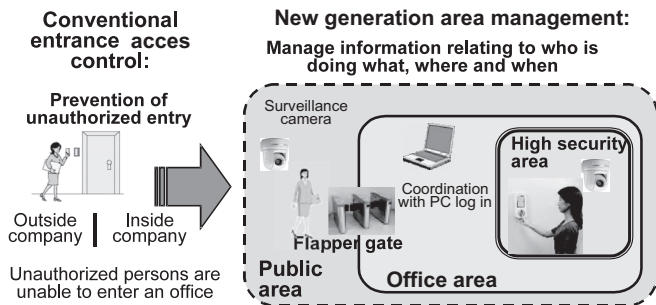 Conventional
entrance acces
control:
Prevention of
unauthorized entry
Outside
company
Inside
company
Unauthorized persons are
unable to enter an office
New generation area management:
Manage information relating to who is
doing what, where and when
Surveillance
camera
Flapper gate
Public
area
Coordination
with PC log in
Office area
High security
area